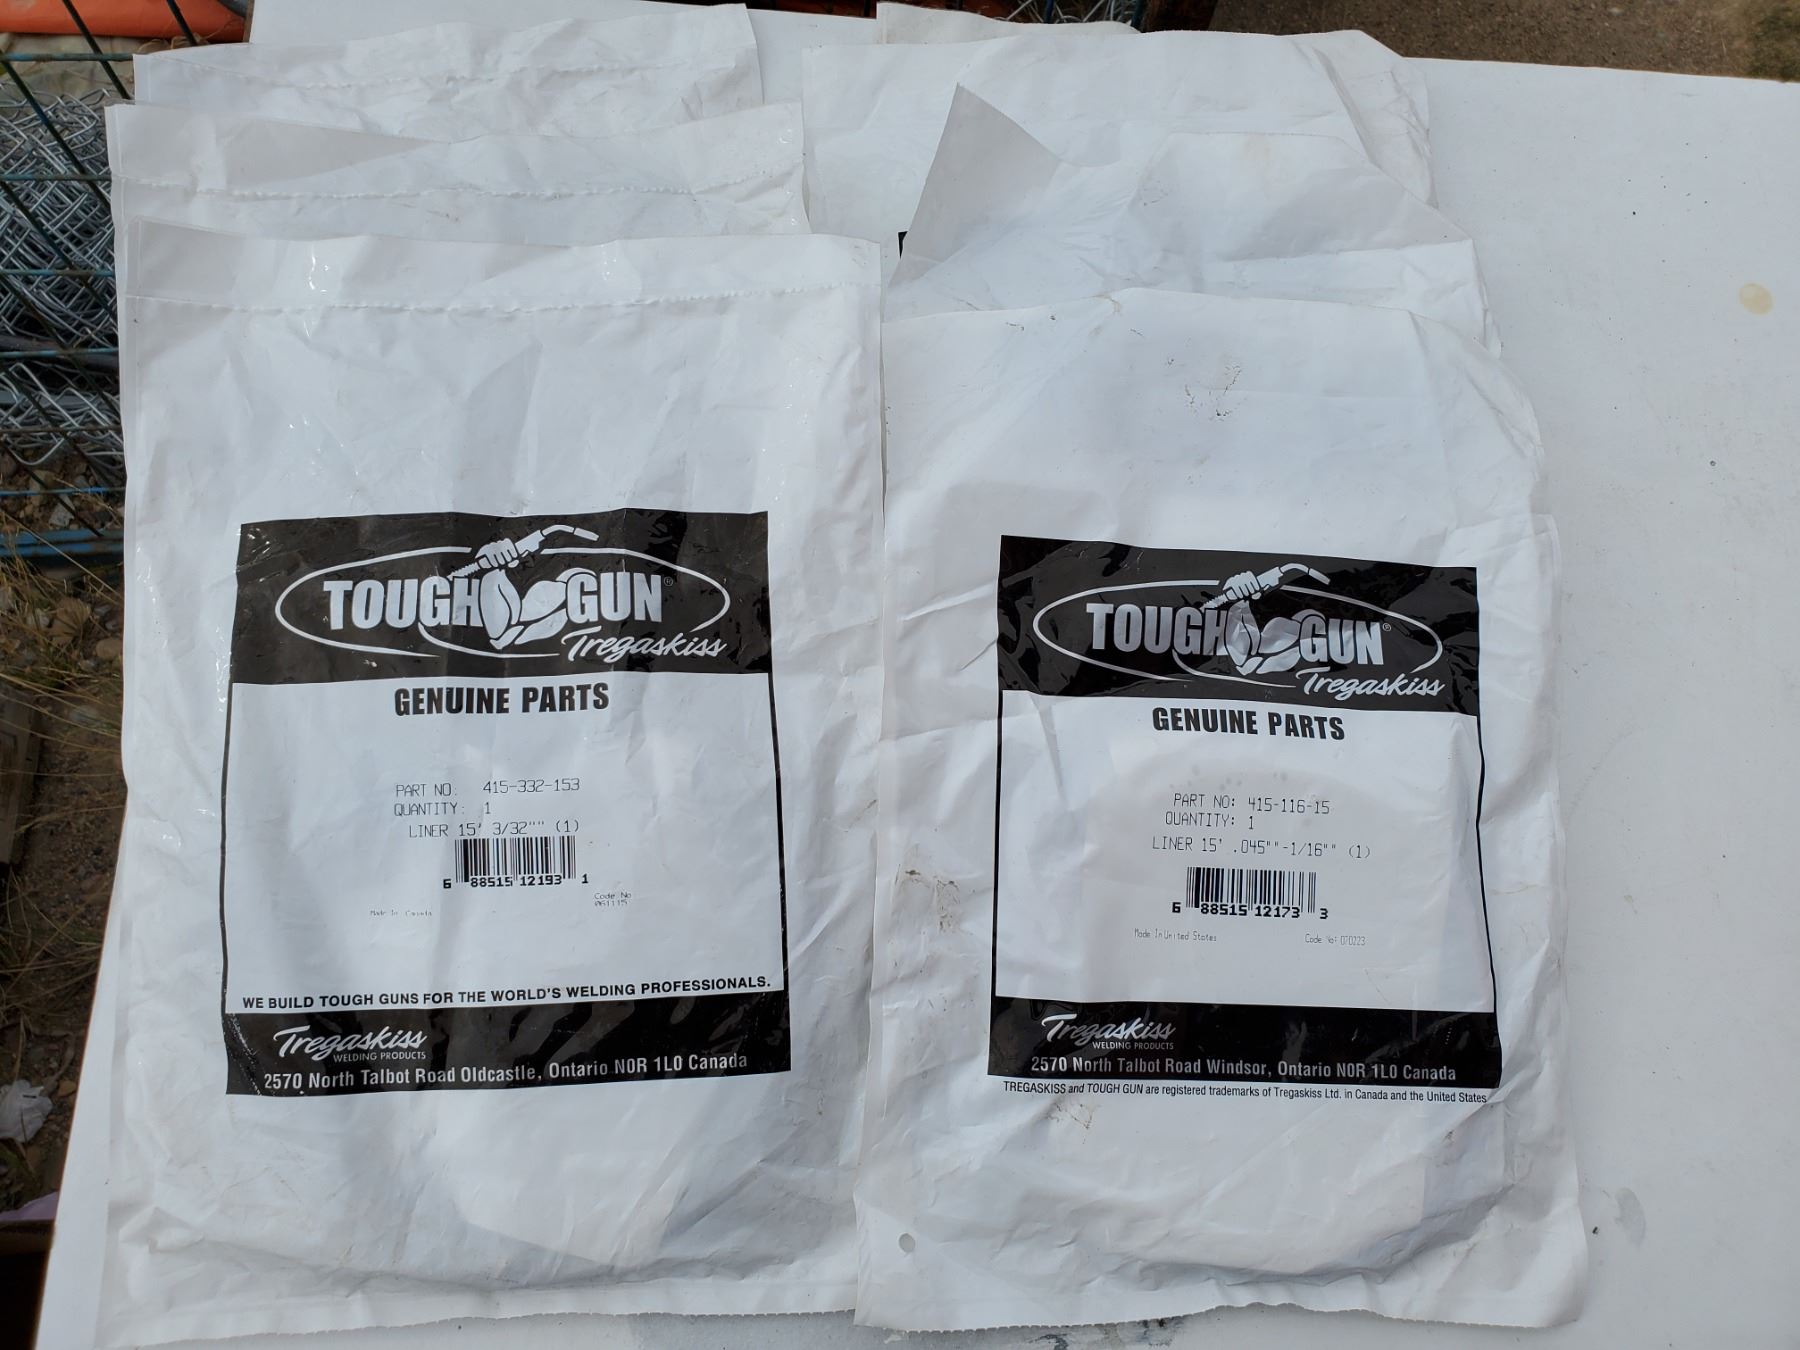 TOUGH GUN®
Tregaskiss
GENUINE PARTS
PART NO: 415-332-153
QUANTITY: 1
LINER 15' 3/32"" (1)
6 88515 12193 1
Code No
061115
Made In Canada
WE BUILD TOUGH GUNS FOR THE WORLD'S WELDING PROFESSIONALS.
Tregaskiss
WELDING PRODUCTS
2570 North Talbot Road Oldcastle, Ontario N0R 1L0 Canada
TOUGH GUN®
Tregaskiss
GENUINE PARTS
PART NO: 415-116-15
QUANTITY: 1
LINER 15' .045""-1/16"" (1)
6 88515 12173 3
Made In United States Code No: 070223
Tregaskiss
WELDING PRODUCTS
2570 North Talbot Road Windsor, Ontario N0R 1L0 Canada
TREGASKISS and TOUGH GUN are registered trademarks of Tregaskiss Ltd. in Canada and the United States